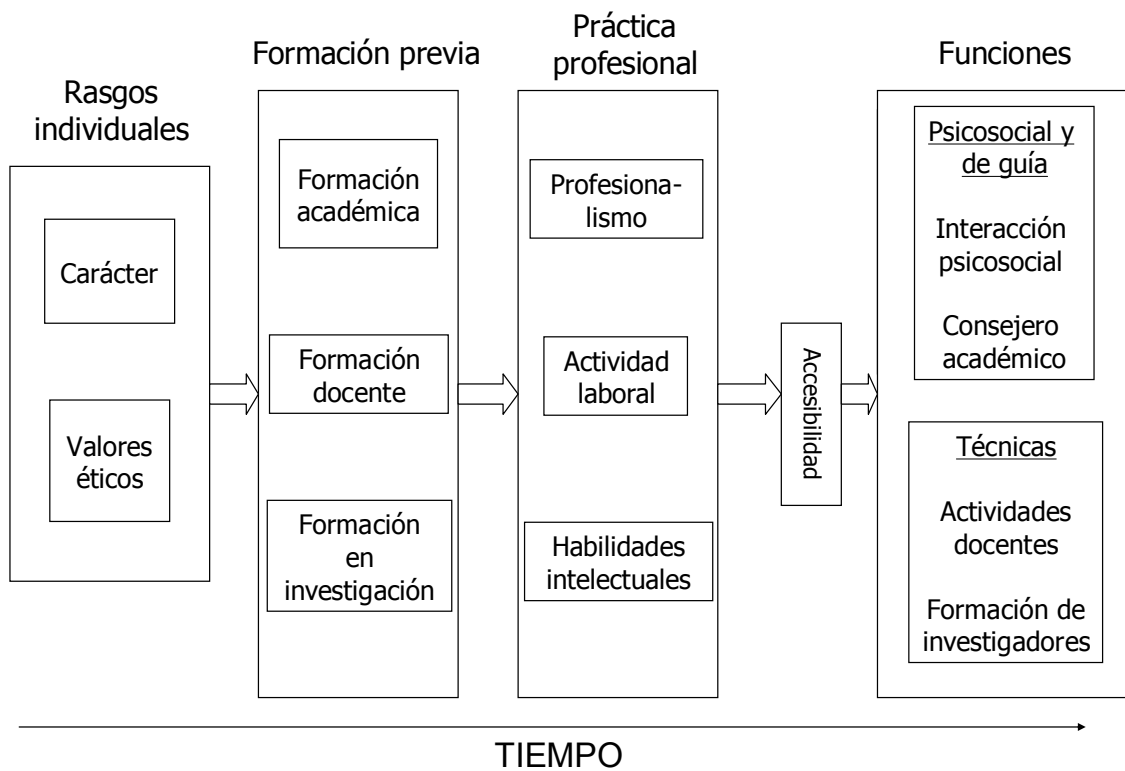 Rasgos
individuales
Carácter
Valores
éticos
Formación previa
Formación
académica
Formación
docente
Formación
en
investigación
Práctica
profesional
Profesiona-
lismo
Actividad
laboral
Habilidades
intelectuales
Accesibilidad
Funciones
Psicosocial y
de guía
Interacción
psicosocial
Consejero
académico
Técnicas
Actividades
docentes
Formación de
investigadores
TIEMPO